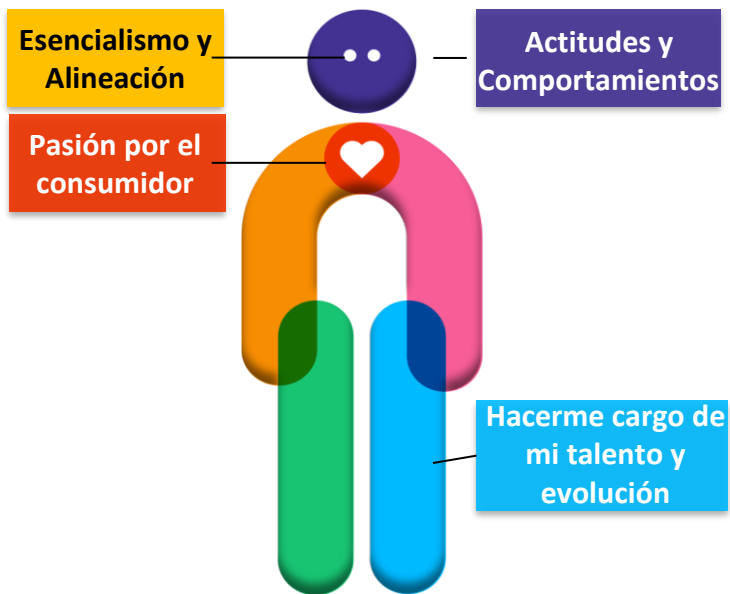 Esencialismo y
Alineación
Actitudes y
Comportamientos
Pasión por el
consumidor
Hacerme cargo de
mi talento y
evolución